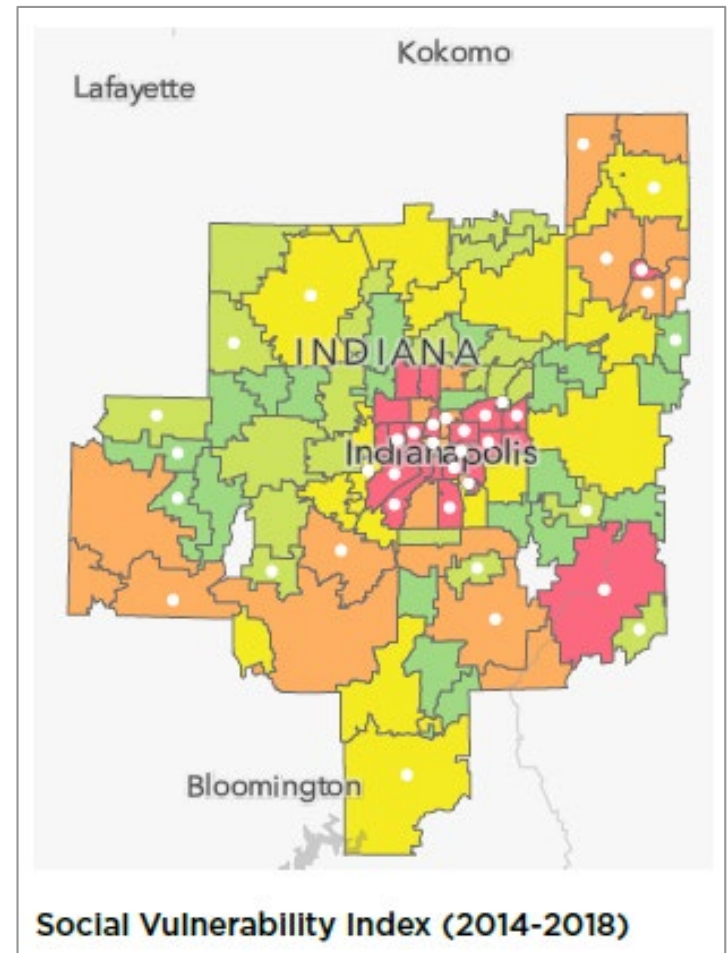 Kokomo
Lafayette
INDIANA
Indianapolis
Bloomington
Social Vulnerability Index (2014-2018)